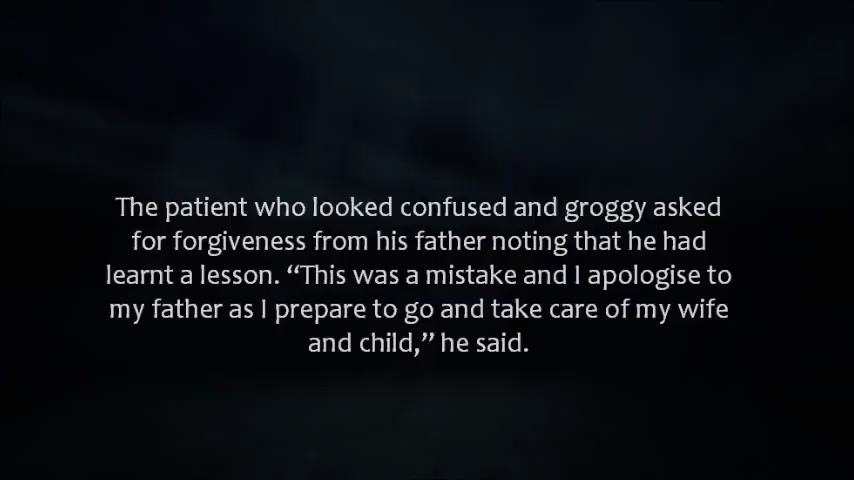 The patient who looked confused and groggy asked
for forgiveness from his father noting that he had
learnt a lesson. “This was a mistake and I apologise to
my father as I prepare to go and take care of my wife
and child,” he said.